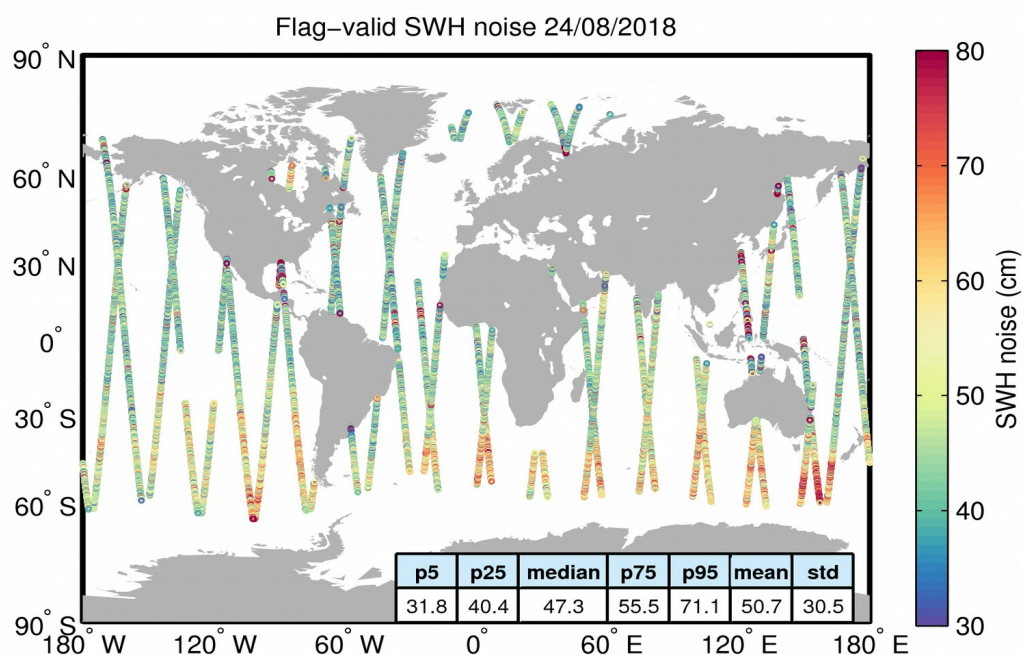 Flag−valid SWH noise 24/08/2018
90° N
60° N
30° N
0°
30° S
60° S
90° S
180° W
120° W
60° W
0°
60° E
120° E
180° E
80
70
60
50
40
30
SWH noise (cm)
p5 p25 median p75 p95 mean std
31.8 40.4 47.3 55.5 71.1 50.7 30.5